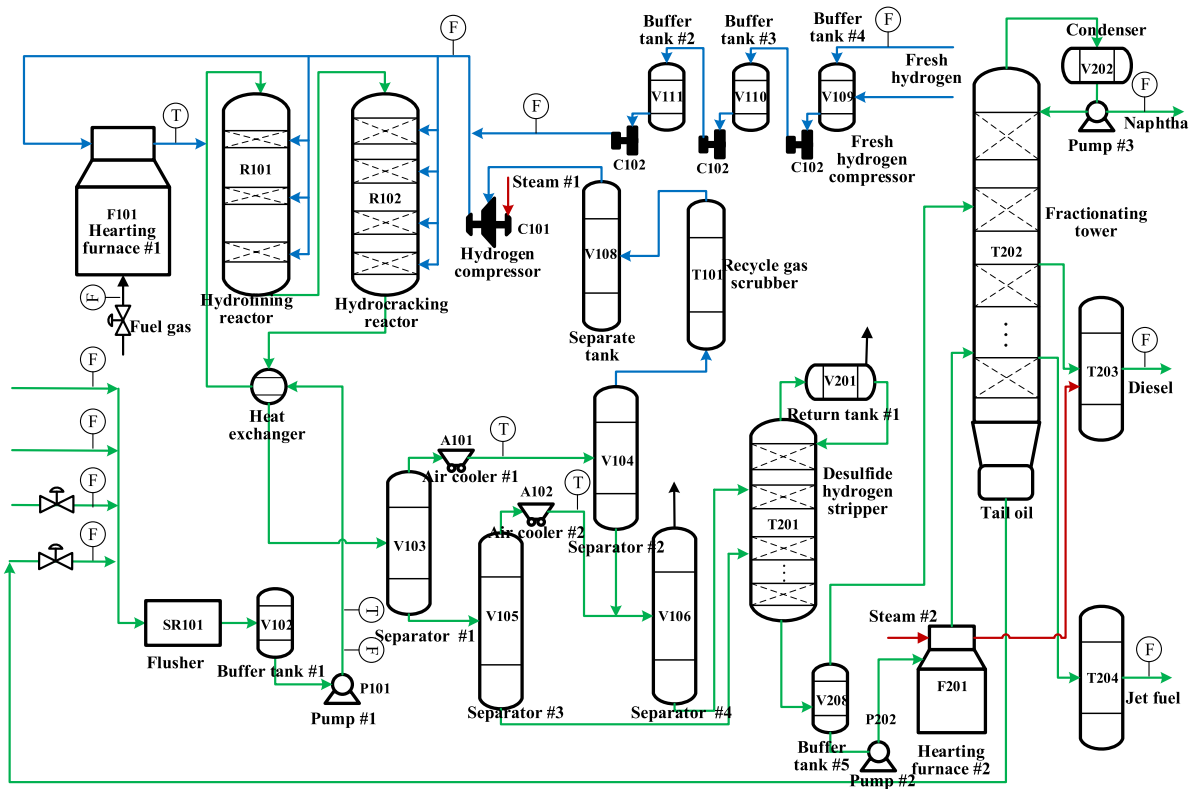 Buffer
tank #2
Buffer
tank #3
Buffer
tank #4
F
Fresh
hydrogen
Condenser
V202
F
Naphtha
Pump #3
F
T
F
V111
V110
V109
C102
C102
C102
Fresh
hydrogen
compressor
R101
R102
F101
Hearting
furnace #1
Steam #1
C101
Hydrogen
compressor
V108
T101
Recycle gas
scrubber
Fractionating
tower
T202
F
Fuel gas
Hydrofining
reactor
Hydrocracking
reactor
Separate
tank
F
Heat
exchanger
F
F
F
V201
Return tank #1
T203
F
Diesel
A101
T
Air cooler #1
V104
A102
T
Air cooler #2
Separator #2
Desulfide
hydrogen
stripper
T201
Tail oil
V103
Separator #1
V105
V106
SR101
Flusher
V102
Buffer tank #1
T
F
P101
Pump #1
Separator #3
Separator #4
Steam #2
F201
Hearting
furnace #2
V208
Buffer
tank #5
P202
Pump #2
T204
F
Jet fuel